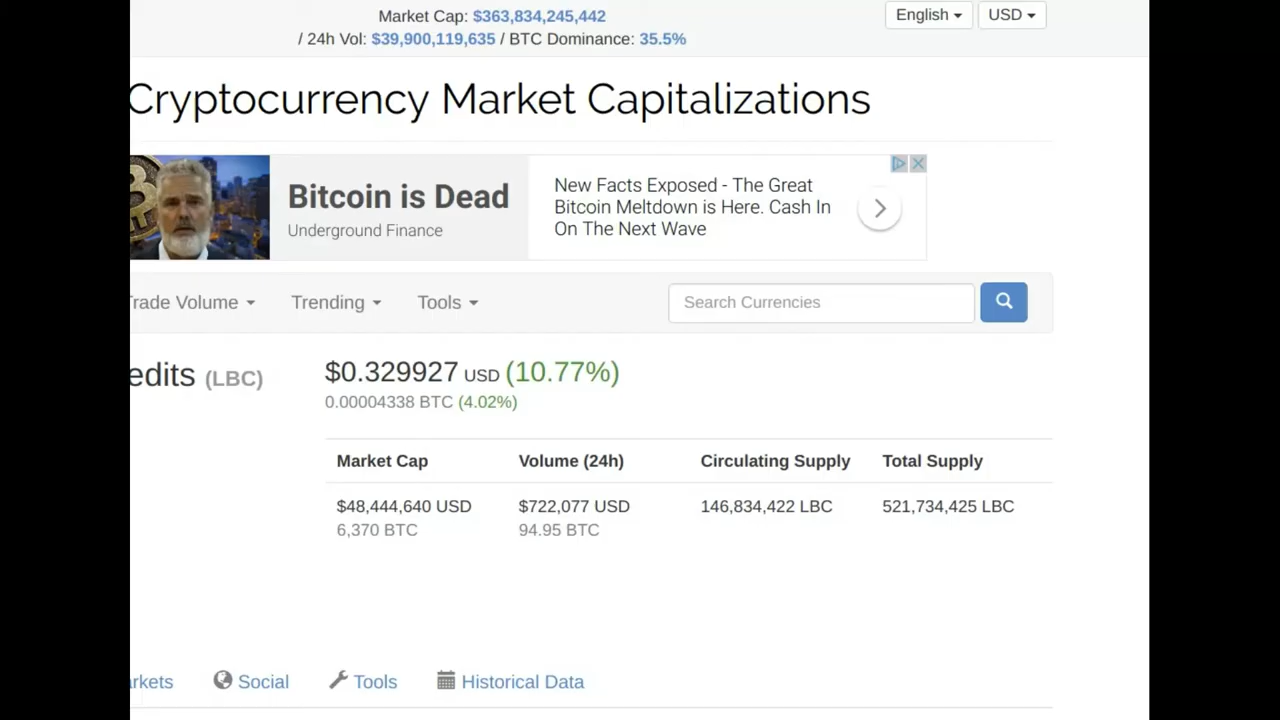 Market Cap: $363,834,245,442
/ 24h Vol: $39,900,119,635 / BTC Dominance: 35.5%
English
USD
Cryptocurrency Market Capitalizations
Bitcoin is Dead
Underground Finance
New Facts Exposed - The Great
Bitcoin Meltdown is Here. Cash In
On The Next Wave
rade Volume
Trending
Tools
Search Currencies
edits (LBC)
$0.329927 USD (10.77%)
0.00004338 BTC (4.02%)
Market Cap Volume (24h) Circulating Supply Total Supply
$48,444,640 USD $722,077 USD 146,834,422 LBC 521,734,425 LBC
6,370 BTC 94.95 BTC
rkets Social Tools Historical Data